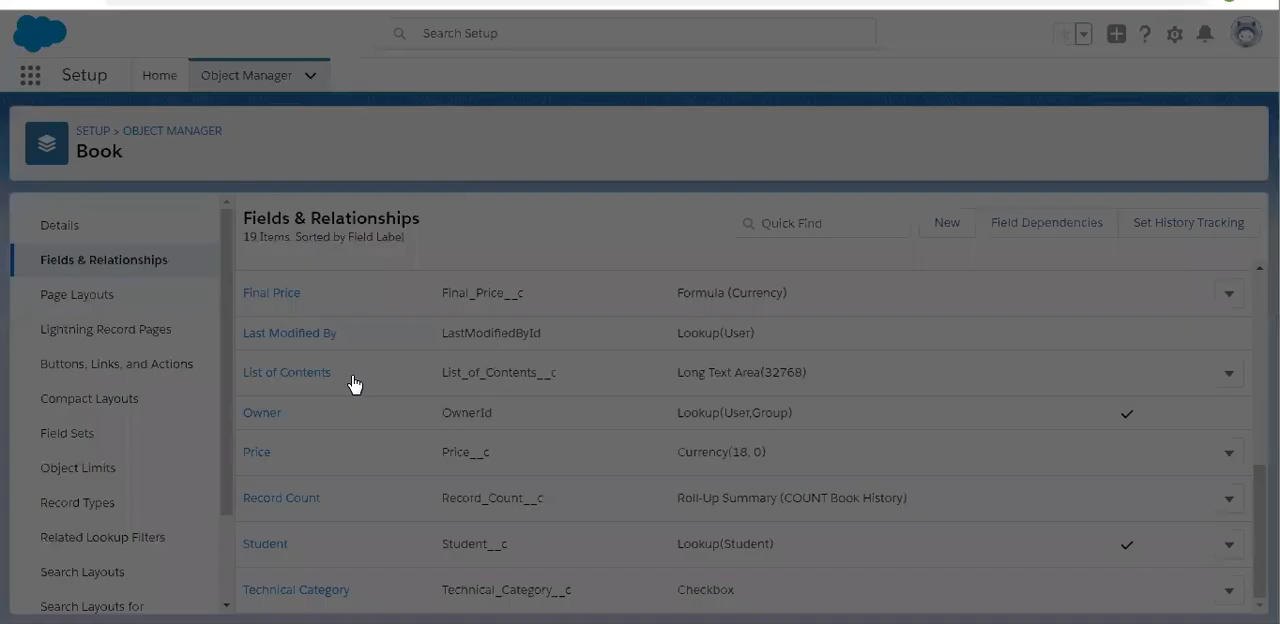 Search Setup
Setup
Home
Object Manager
SETUP > OBJECT MANAGER
Book
Details
Fields & Relationships
Page Layouts
Lightning Record Pages
Buttons, Links, and Actions
Compact Layouts
Field Sets
Object Limits
Record Types
Related Lookup Filters
Search Layouts
Search Layouts for
Fields & Relationships
19 Items, Sorted by Field Label
Quick Find
New
Field Dependencies
Set History Tracking
Final Price Final_Price__c Formula (Currency)
Last Modified By LastModifiedById Lookup(User)
List of Contents List_of_Contents__c Long Text Area(32768)
Owner OwnerId Lookup(User,Group)
Price Price__c Currency(18, 0)
Record Count Record_Count__c Roll-Up Summary (COUNT Book History)
Student Student__c Lookup(Student)
Technical Category Technical_Category__c Checkbox